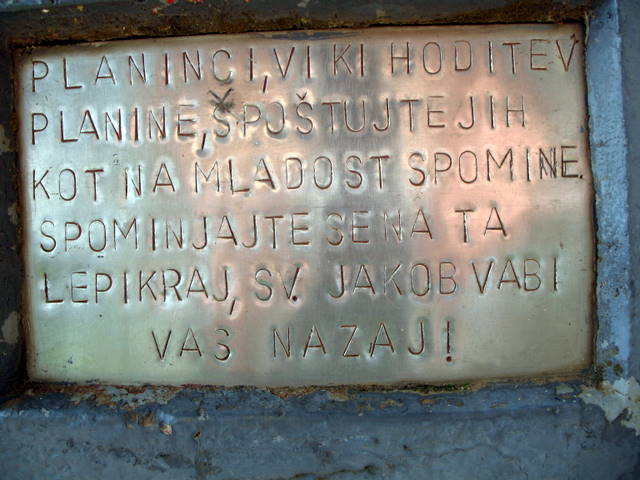 PLANINCI, VI KI HODITE V
PLANINE, ŠPOŠTUJTE JIH
KOT NA MLADOST SPOMINE.
SPOMINJAJTE SE NA TA
LEPI KRAJ, SV. JAKOB VABI
VAS NAZAJ!